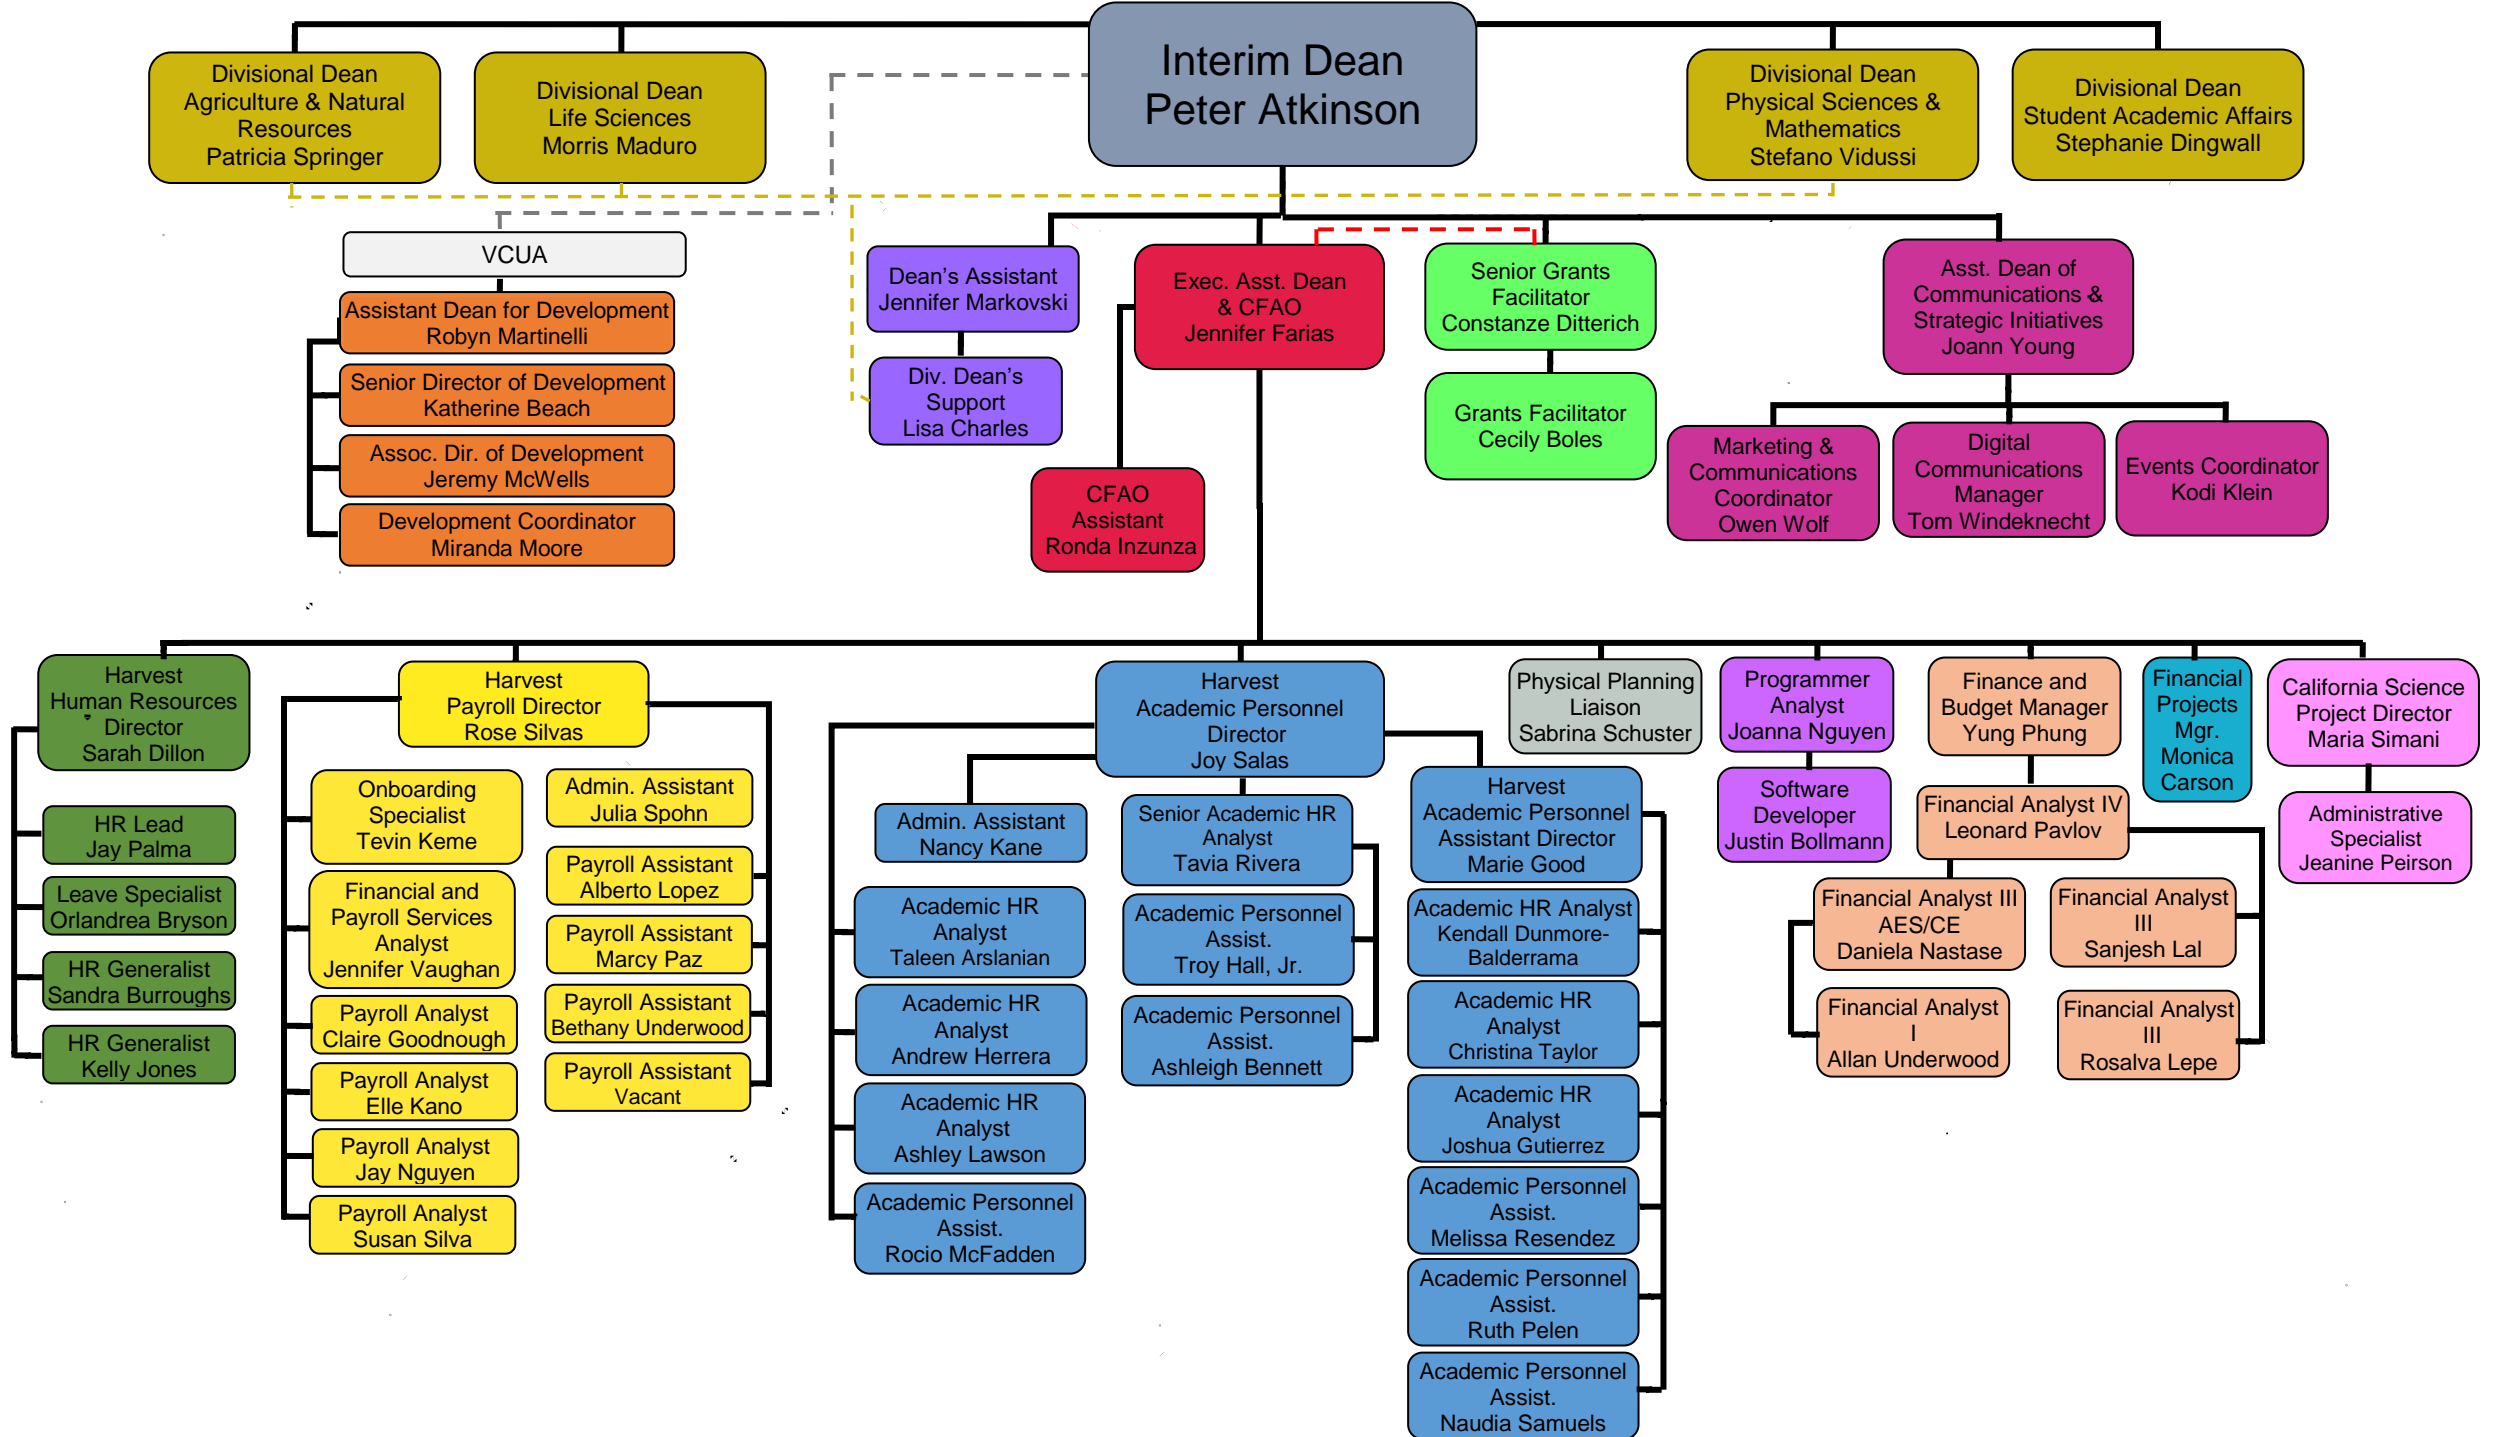 Interim Dean
Peter Atkinson
Divisional Dean
Agriculture & Natural
Resources
Patricia Springer
Divisional Dean
Life Sciences
Morris Maduro
Divisional Dean
Physical Sciences &
Mathematics
Stefano Vidussi
Divisional Dean
Student Academic Affairs
Stephanie Dingwall
VCUA
Assistant Dean for Development
Robyn Martinelli
Senior Director of Development
Katherine Beach
Assoc. Dir. of Development
Jeremy McWells
Development Coordinator
Miranda Moore
Dean's Assistant
Jennifer Markovski
Div. Dean's
Support
Lisa Charles
Exec. Asst. Dean
& CFAO
Jennifer Farias
CFAO
Assistant
Ronda Inzunza
Senior Grants
Facilitator
Constanze Ditterich
Grants Facilitator
Cecily Boles
Asst. Dean of
Communications &
Strategic Initiatives
Joann Young
Marketing &
Communications
Coordinator
Owen Wolf
Digital
Communications
Manager
Tom Windeknecht
Events Coordinator
Kodi Klein
Harvest
Human Resources
Director
Sarah Dillon
HR Lead
Jay Palma
Leave Specialist
Orlandrea Bryson
HR Generalist
Sandra Burroughs
HR Generalist
Kelly Jones
Harvest
Payroll Director
Rose Silvas
Onboarding
Specialist
Tevin Keme
Financial and
Payroll Services
Analyst
Jennifer Vaughan
Payroll Analyst
Claire Goodnough
Payroll Analyst
Elle Kano
Payroll Analyst
Jay Nguyen
Payroll Analyst
Susan Silva
Admin. Assistant
Julia Spohn
Payroll Assistant
Alberto Lopez
Payroll Assistant
Marcy Paz
Payroll Assistant
Bethany Underwood
Payroll Assistant
Vacant
Harvest
Academic Personnel
Director
Joy Salas
Admin. Assistant
Nancy Kane
Academic HR
Analyst
Taleen Arslanian
Academic HR
Analyst
Andrew Herrera
Academic HR
Analyst
Ashley Lawson
Academic Personnel
Assist.
Rocio McFadden
Senior Academic HR
Analyst
Tavia Rivera
Academic Personnel
Assist.
Troy Hall, Jr.
Academic Personnel
Assist.
Ashleigh Bennett
Harvest
Academic Personnel
Assistant Director
Marie Good
Academic HR Analyst
Kendall Dunmore-
Balderrama
Academic HR
Analyst
Christina Taylor
Academic HR
Analyst
Joshua Gutierrez
Academic Personnel
Assist.
Melissa Resendez
Academic Personnel
Assist.
Ruth Pelen
Academic Personnel
Assist.
Naudia Samuels
Physical Planning
Liaison
Sabrina Schuster
Programmer
Analyst
Joanna Nguyen
Software
Developer
Justin Bollmann
Finance and
Budget Manager
Yung Phung
Financial Analyst IV
Leonard Pavlov
Financial Analyst III
AES/CE
Daniela Nastase
Financial Analyst
I
Allan Underwood
Financial Analyst
III
Sanjesh Lal
Financial Analyst
III
Rosalva Lepe
Financial
Projects
Mgr.
Monica
Carson
California Science
Project Director
Maria Simani
Administrative
Specialist
Jeanine Peirson